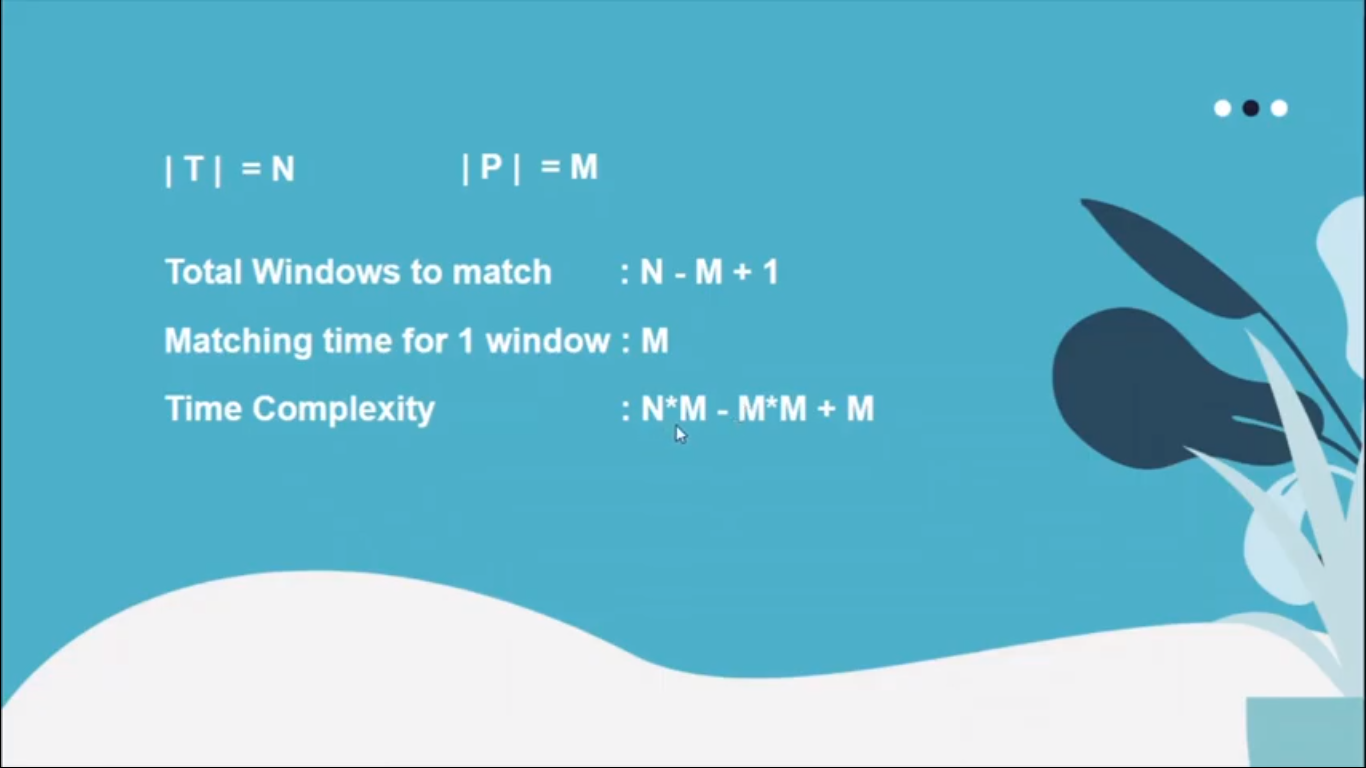 | T | = N | P | = M
Total Windows to match : N - M + 1
Matching time for 1 window : M
Time Complexity : N*M - M*M + M